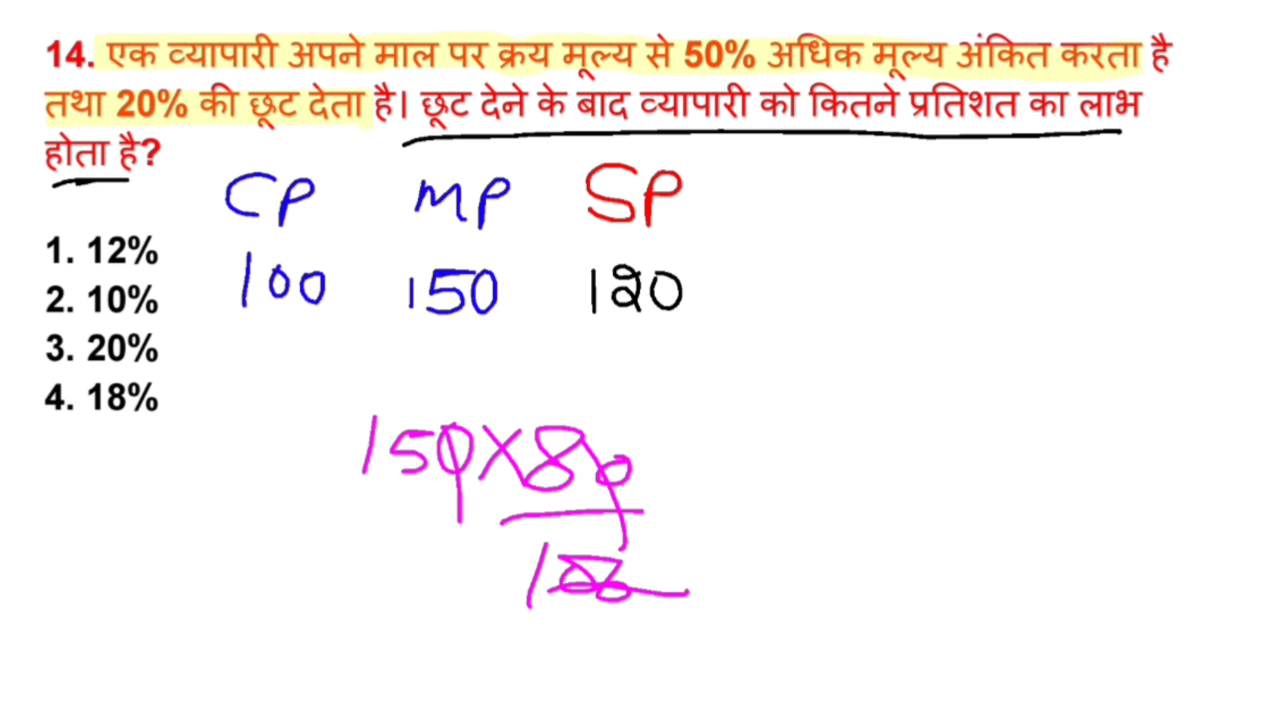 14. एक व्यापारी अपने माल पर क्रय मूल्य से 50% अधिक मूल्य अंकित करता है
तथा 20% की छूट देता है। छूट देने के बाद व्यापारी को कितने प्रतिशत का लाभ
होता है?
CP MP SP
1. 12%
100 150 120
2. 10%
3. 20%
4. 18%
150×80
100